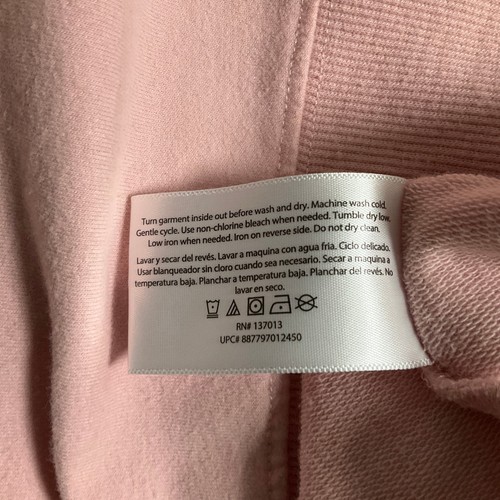 Turn garment inside out before wash and dry. Machine wash cold.
Gentle cycle. Use non-chlorine bleach when needed. Tumble dry low.
Low iron when needed. Iron on reverse side. Do not dry clean.
Lavar y secar del revés. Lavar a maquina con agua fria. Ciclo delicado.
Usar blanqueador sin cloro cuando sea necesario. Secar a maquina a
temperatura baja. Planchar a temperatura baja. Planchar del revés. No
lavar en seco.
RN# 137013
UPC# 887797012450